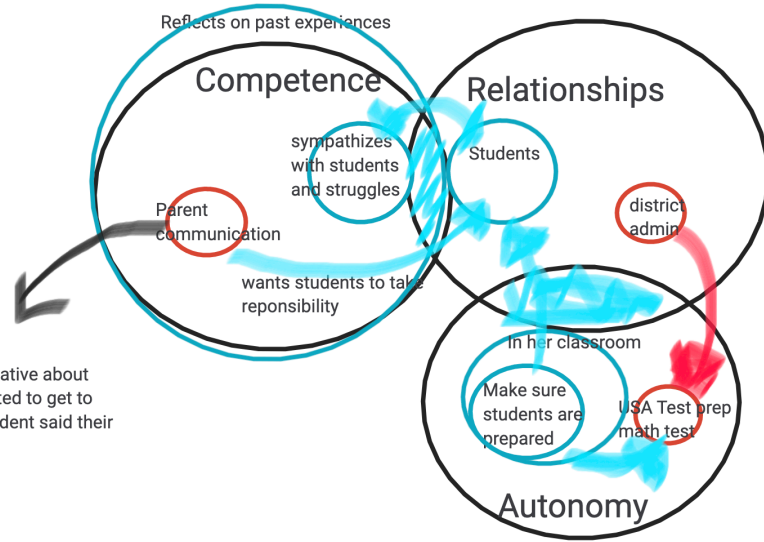 Reflects on past experiences
Competence
Relationships
sympathizes
with students
and struggles
Students
Parent
communication
district
admin
wants students to take
reponsibility
In her classroom
ative about
ted to get to
dent said their
Make sure
students are
prepared
USA Test prep
math test
Autonomy